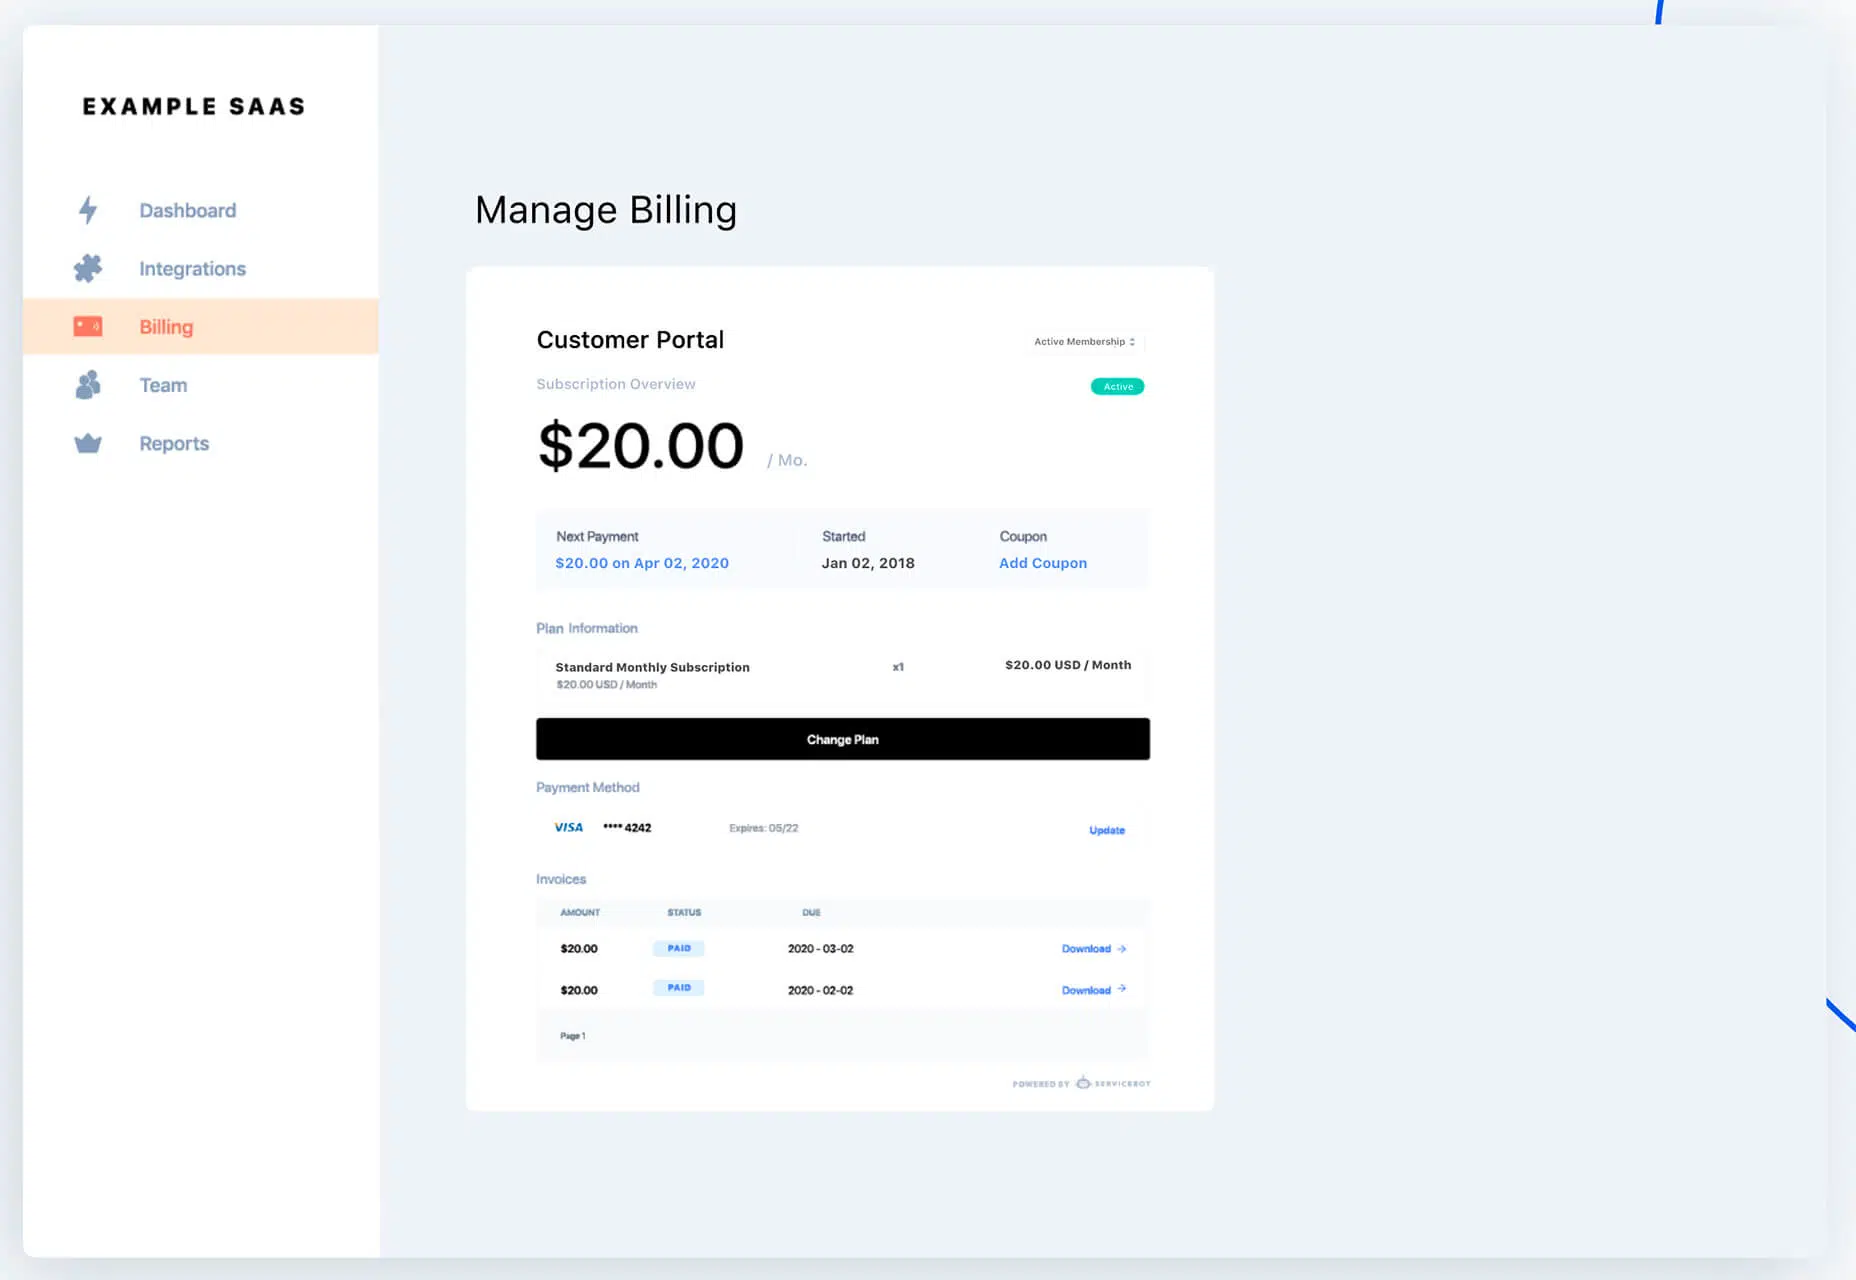 EXAMPLE SAAS
Dashboard
Integrations
Billing
Team
Reports
Manage Billing
Customer Portal
Active Membership
Subscription Overview
Active
$20.00 / Mo.
Next Payment Started Coupon
$20.00 on Apr 02, 2020 Jan 02, 2018 Add Coupon
Plan Information
Standard Monthly Subscription x1 $20.00 USD / Month
$20.00 USD / Month
Change Plan
Payment Method
VISA **** 4242 Expires: 05/22 Update
Invoices
AMOUNT STATUS DUE
$20.00 PAID 2020-03-02 Download →
$20.00 PAID 2020-02-02 Download →
Page 1
POWERED BY SERVICEBOT